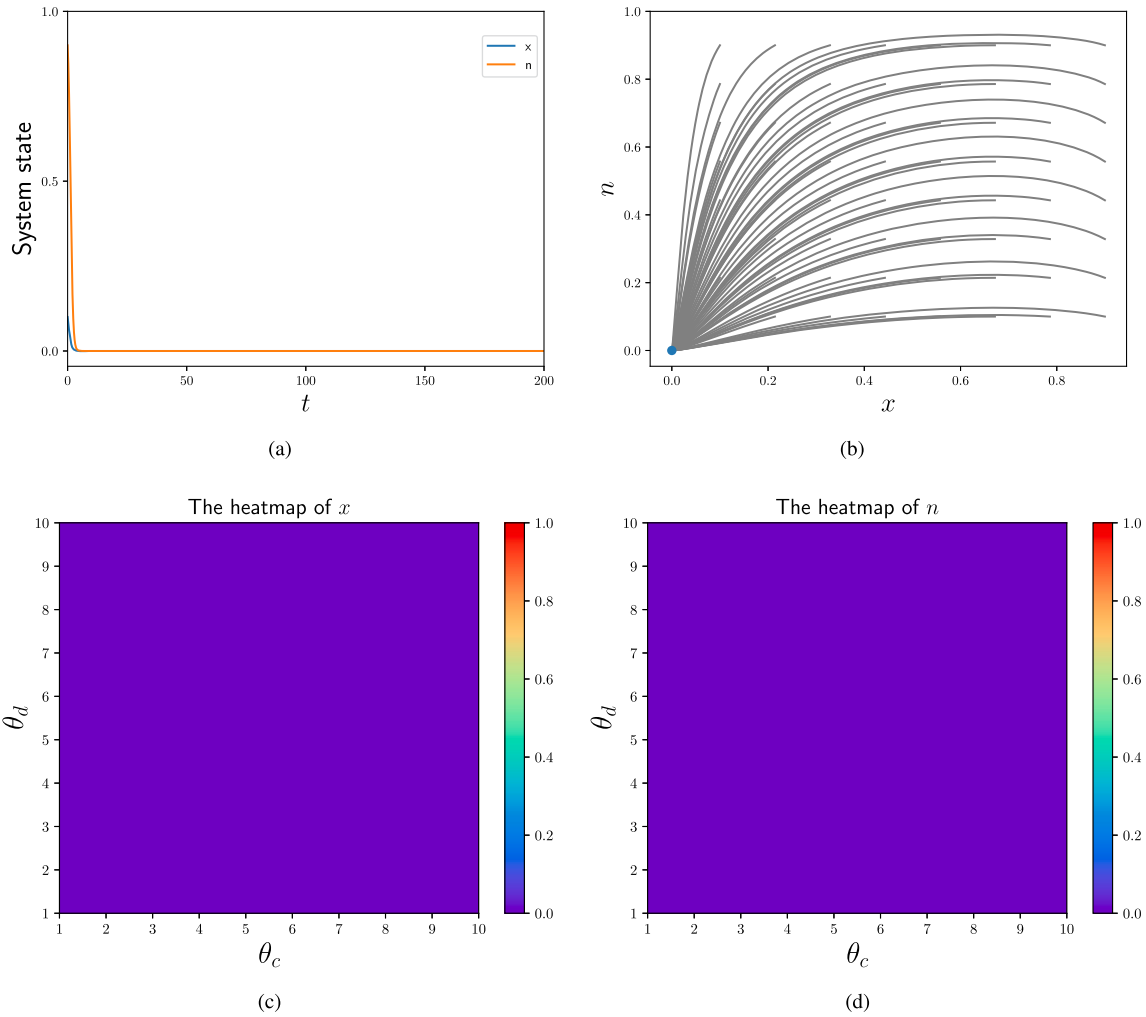 1.0
0.5
0.0
System state
x
n
0 50 100 150 200
t
(a)
1.0
0.8
0.6
0.4
0.2
0.0
n
0.0 0.2 0.4 0.6 0.8
x
(b)
The heatmap of x
10
9
8
7
6
5
4
3
2
1
θd
1 2 3 4 5 6 7 8 9 10
θc
1.0
0.8
0.6
0.4
0.2
0.0
(c)
The heatmap of n
10
9
8
7
6
5
4
3
2
1
θd
1 2 3 4 5 6 7 8 9 10
θc
1.0
0.8
0.6
0.4
0.2
0.0
(d)